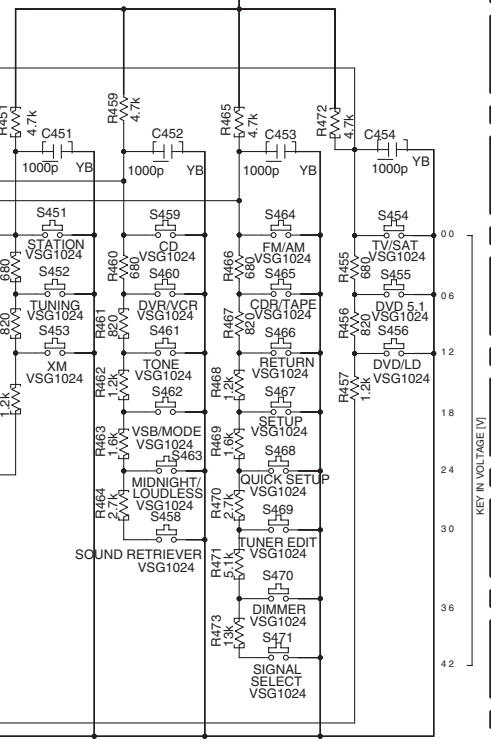 R451
4.7k
R459
4.7k
R465
4.7k
R472
4.7k
C451
1000p
YB
C452
1000p
YB
C453
1000p
YB
C454
1000p
YB
S451
STATION
VSG1024
680
S452
TUNING
VSG1024
820
S453
XM
VSG1024
1.2k
S459
CD
VSG1024
R460
680
S460
DVR/VCR
VSG1024
R461
820
S461
TONE
VSG1024
R462
1.2k
S462
VSB/MODE
VSG1024
R463
1.6k
S463
MIDNIGHT/
LOUDLESS
VSG1024
R464
2.7k
S458
SOUND RETRIEVER
VSG1024
S464
FM/AM
VSG1024
R466
680
S465
CDR/TAPE
VSG1024
R467
820
S466
RETURN
VSG1024
R468
1.2k
S467
SETUP
VSG1024
R469
1.6k
S468
QUICK SETUP
VSG1024
R470
2.7k
S469
TUNER EDIT
VSG1024
R471
5.1k
S470
DIMMER
VSG1024
R473
13k
S471
SIGNAL
SELECT
VSG1024
S454
TV/SAT
VSG1024
R455
680
S455
DVD 5.1
VSG1024
R456
820
S456
DVD/LD
VSG1024
R457
1.2k
0 0
0 6
1 2
1 8
2 4
3 0
3 6
4 2
KEY IN VOLTAGE [V]